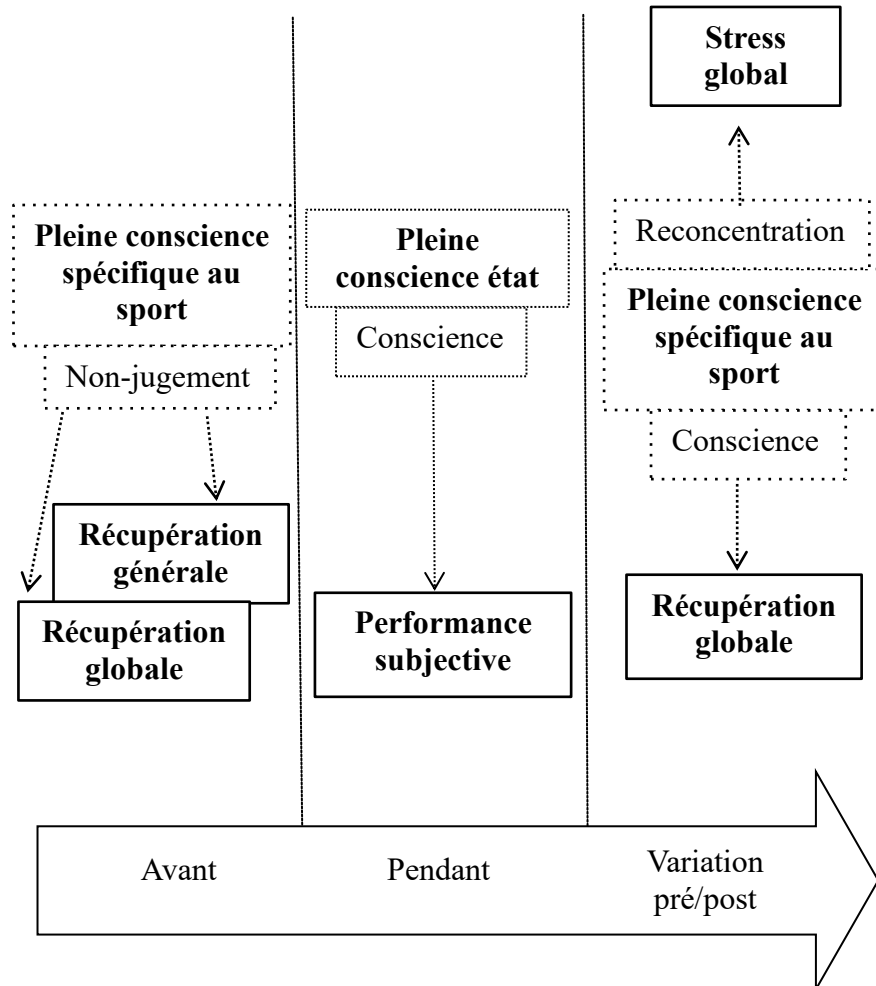 Pleine conscience
spécifique au
sport
Non-jugement
Récupération
générale
Récupération
globale
Pleine
conscience état
Conscience
Performance
subjective
Stress
global
Reconcentration
Pleine conscience
spécifique au
sport
Conscience
Récupération
globale
Avant
Pendant
Variation
pré/post